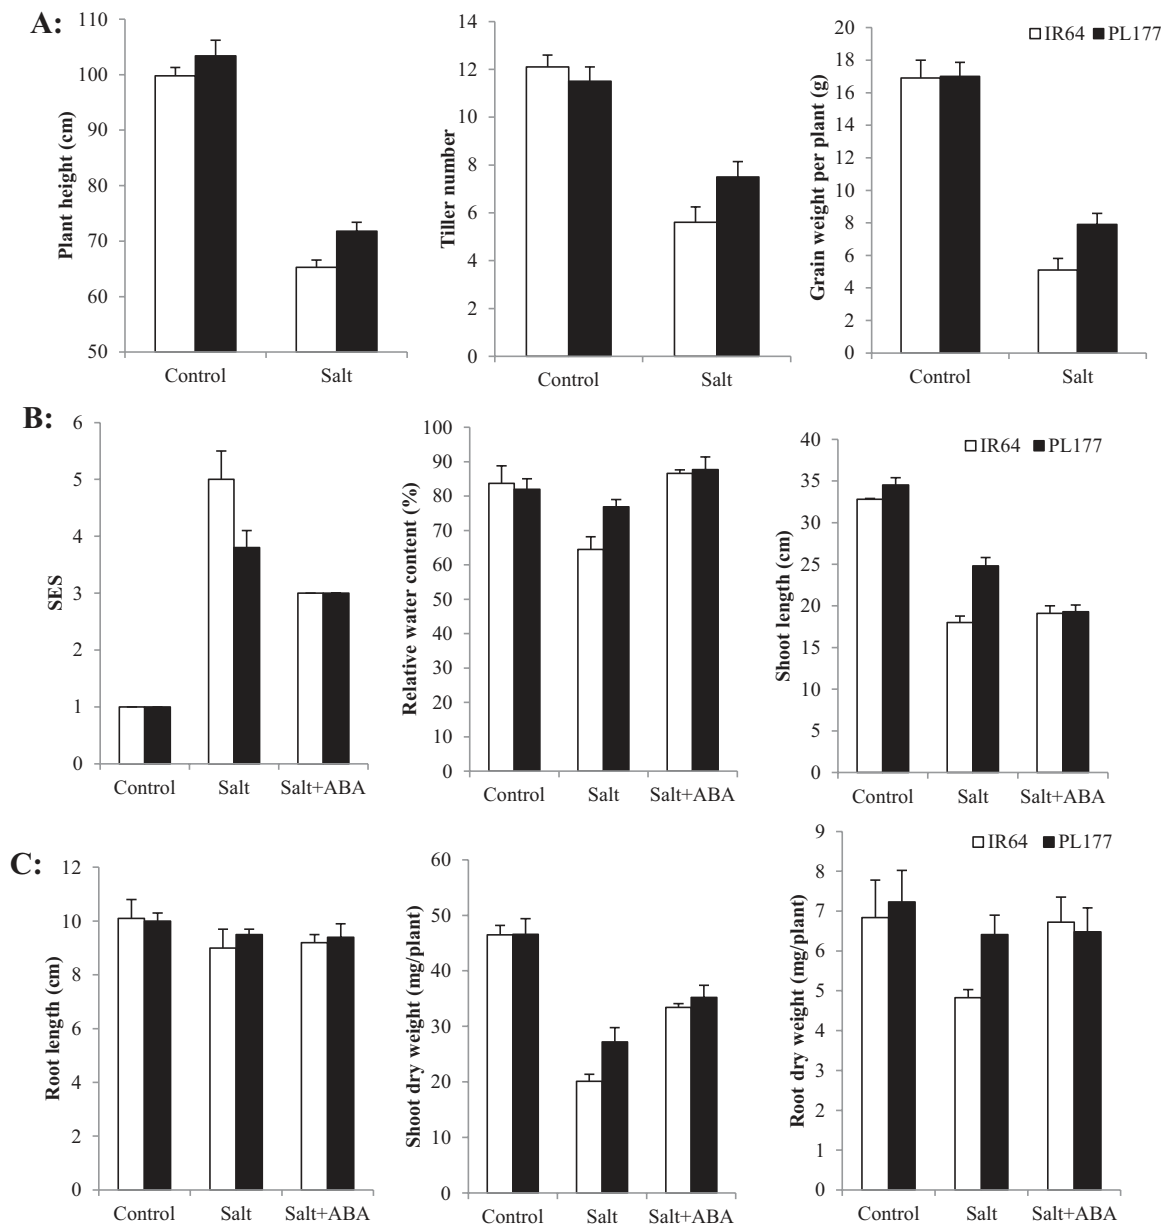 A:
Plant height (cm)
110
100
90
80
70
60
50
Control
Salt
Tiller number
14
12
10
8
6
4
2
0
Control
Salt
IR64
PL177
Grain weight per plant (g)
20
18
16
14
12
10
8
6
4
2
0
Control
Salt
B:
SES
6
5
4
3
2
1
0
Control
Salt
Salt+ABA
Relative water content (%)
100
90
80
70
60
50
40
30
20
10
0
Control
Salt
Salt+ABA
IR64
PL177
Shoot length (cm)
40
35
30
25
20
15
10
5
0
Control
Salt
Salt+ABA
C:
Root length (cm)
12
10
8
6
4
2
0
Control
Salt
Salt+ABA
Shoot dry weight (mg/plant)
60
50
40
30
20
10
0
Control
Salt
Salt+ABA
IR64
PL177
Root dry weight (mg/plant)
9
8
7
6
5
4
3
2
1
0
Control
Salt
Salt+ABA